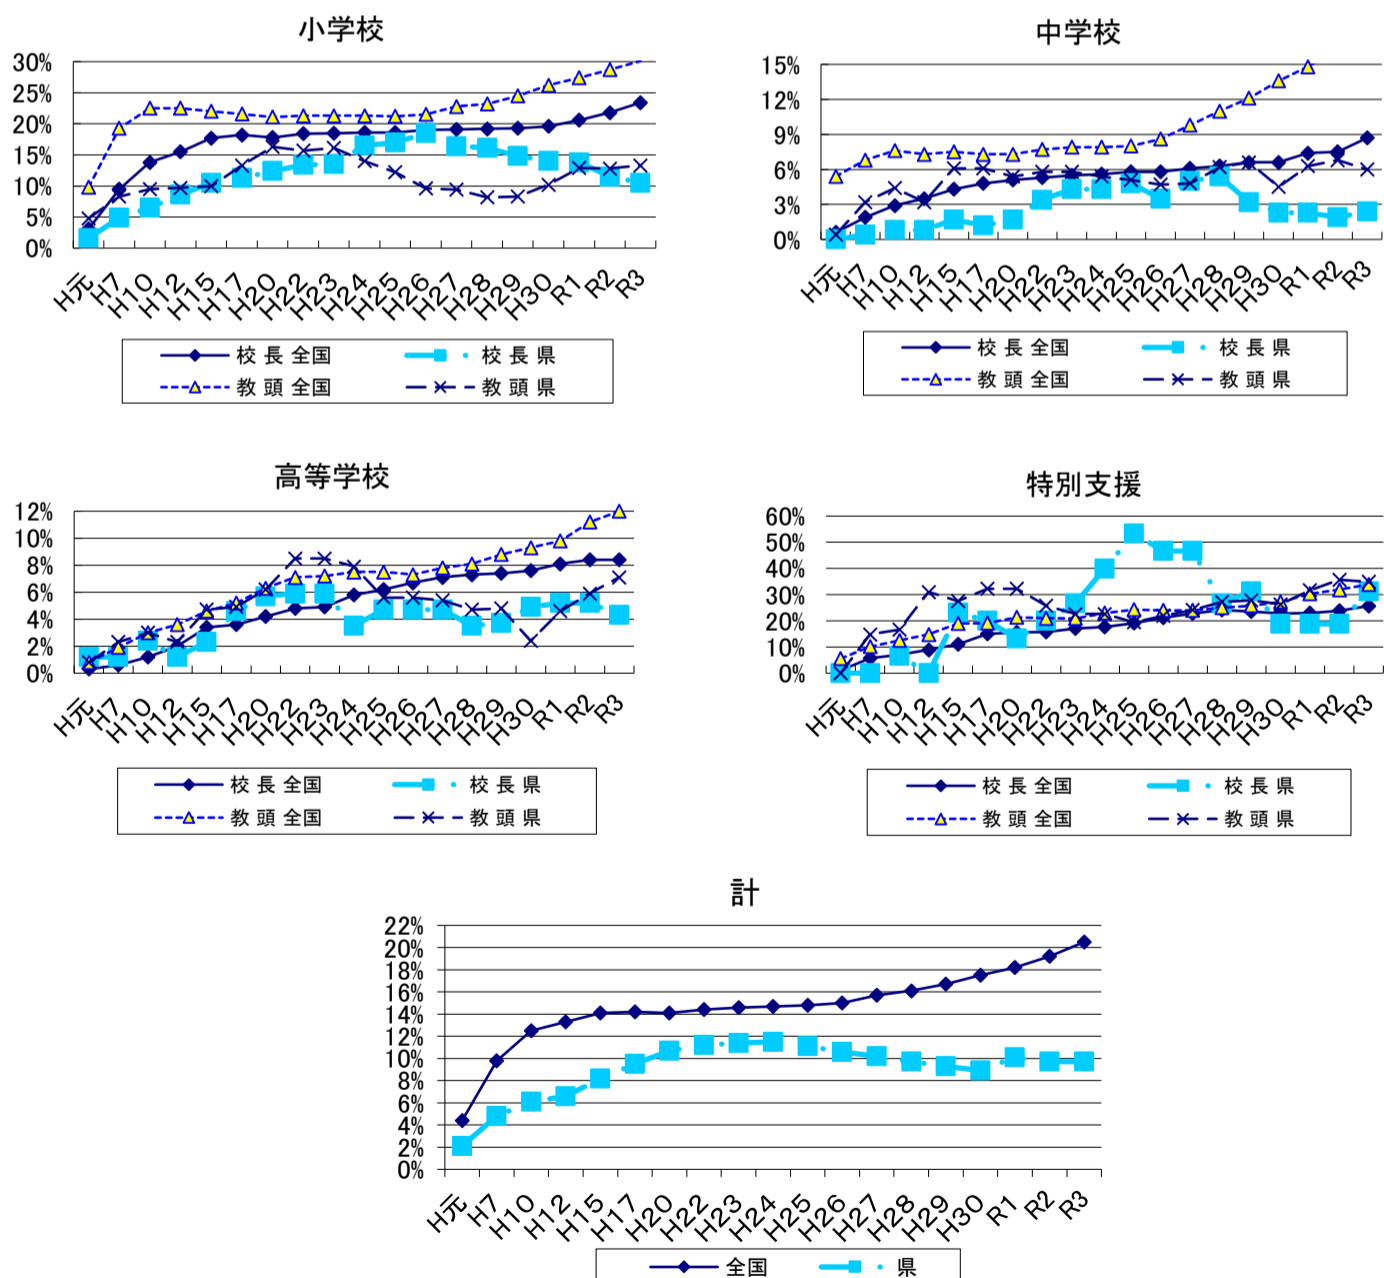 小学校
30%
25%
20%
15%
10%
5%
0%
H元 H7 H10 H12 H15 H17 H20 H22 H23 H24 H25 H26 H27 H28 H29 H30 R1 R2 R3
校 長 全国 校 長 県
教 頭 全国 教 頭 県
中学校
15%
12%
9%
6%
3%
0%
H元 H7 H10 H12 H15 H17 H20 H22 H23 H24 H25 H26 H27 H28 H29 H30 R1 R2 R3
校 長 全国 校 長 県
教 頭 全国 教 頭 県
高等学校
12%
10%
8%
6%
4%
2%
0%
H元 H7 H10 H12 H15 H17 H20 H22 H23 H24 H25 H26 H27 H28 H29 H30 R1 R2 R3
校 長 全国 校 長 県
教 頭 全国 教 頭 県
特別支援
60%
50%
40%
30%
20%
10%
0%
H元 H7 H10 H12 H15 H17 H20 H22 H23 H24 H25 H26 H27 H28 H29 H30 R1 R2 R3
校 長 全国 校 長 県
教 頭 全国 教 頭 県
計
22%
20%
18%
16%
14%
12%
10%
8%
6%
4%
2%
0%
H元 H7 H10 H12 H15 H17 H20 H22 H23 H24 H25 H26 H27 H28 H29 H30 R1 R2 R3
全国 県